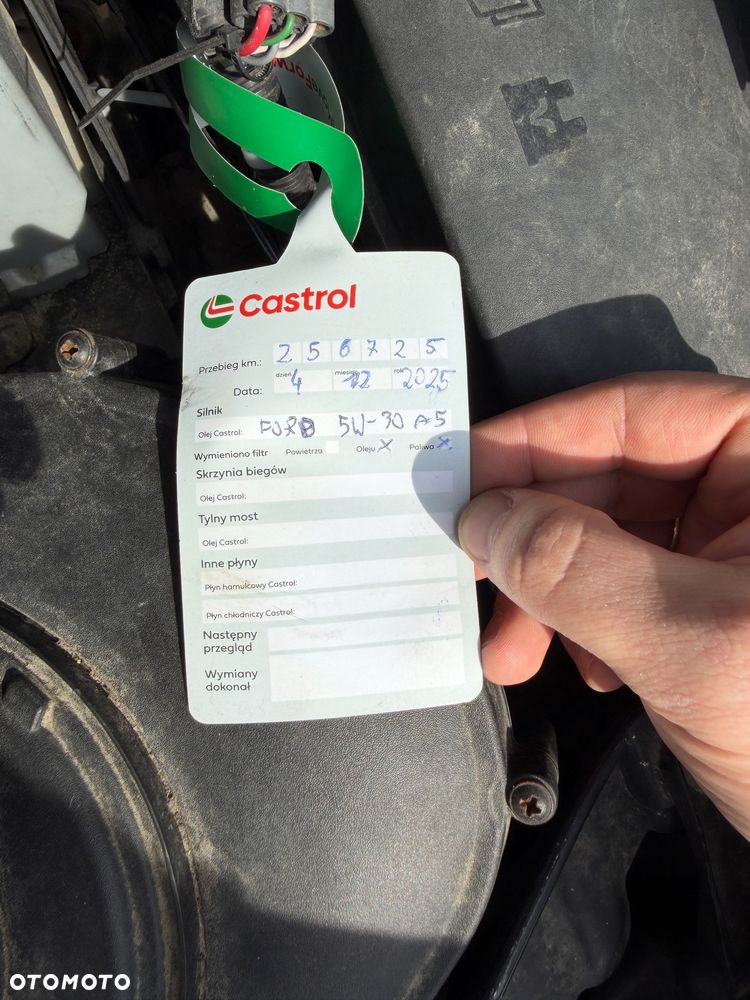 Castrol
Przebieg km.: 256725
dzień miesiąc rok
Data: 4 12 2025
Silnik
Olej Castrol: FORD 5W-30 A5
Wymieniono filtr Powietrza Oleju X Paliwa X
Skrzynia biegów
Olej Castrol:
Tylny most
Olej Castrol:
Inne płyny
Płyn hamulcowy Castrol:
Płyn chłodniczy Castrol:
Następny
przegląd
Wymiany
dokonał
OTOMOTO